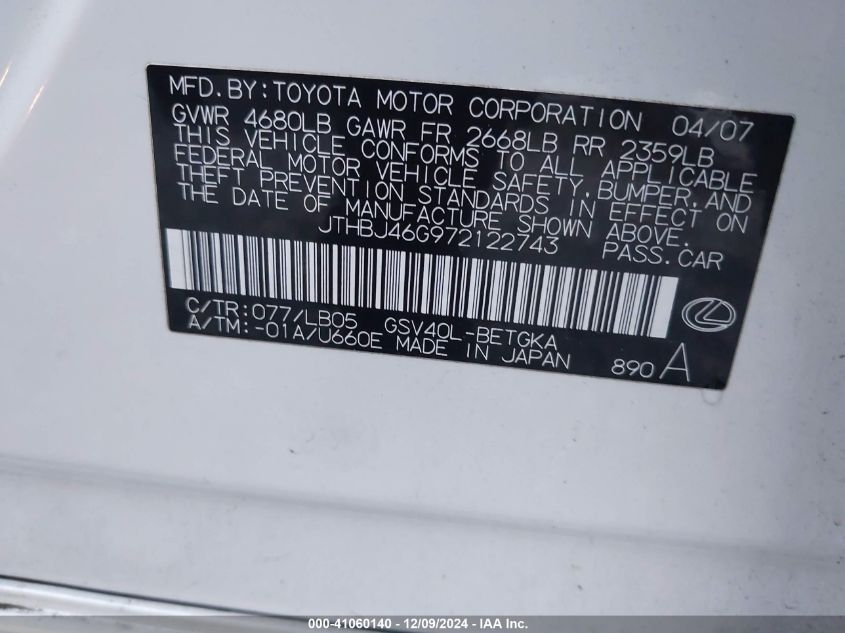 MFD.BY:TOYOTA MOTOR CORPORATION 04/07
GVWR 4680LB GAWR FR 2668LB RR 2359LB
THIS VEHICLE CONFORMS TO ALL APPLICABLE
FEDERAL MOTOR VEHICLE SAFETY,BUMPER,AND
THEFT PREVENTION STANDARDS IN EFFECT ON
THE DATE OF MANUFACTURE SHOWN ABOVE.
JTHBJ46G972122743 PASS.CAR
C/TR:077/LB05 GSV40L-BETGKA
A/TM:-01A/U660E MADE IN JAPAN
890 A
000-41060140 - 12/09/2024 - IAA Inc.